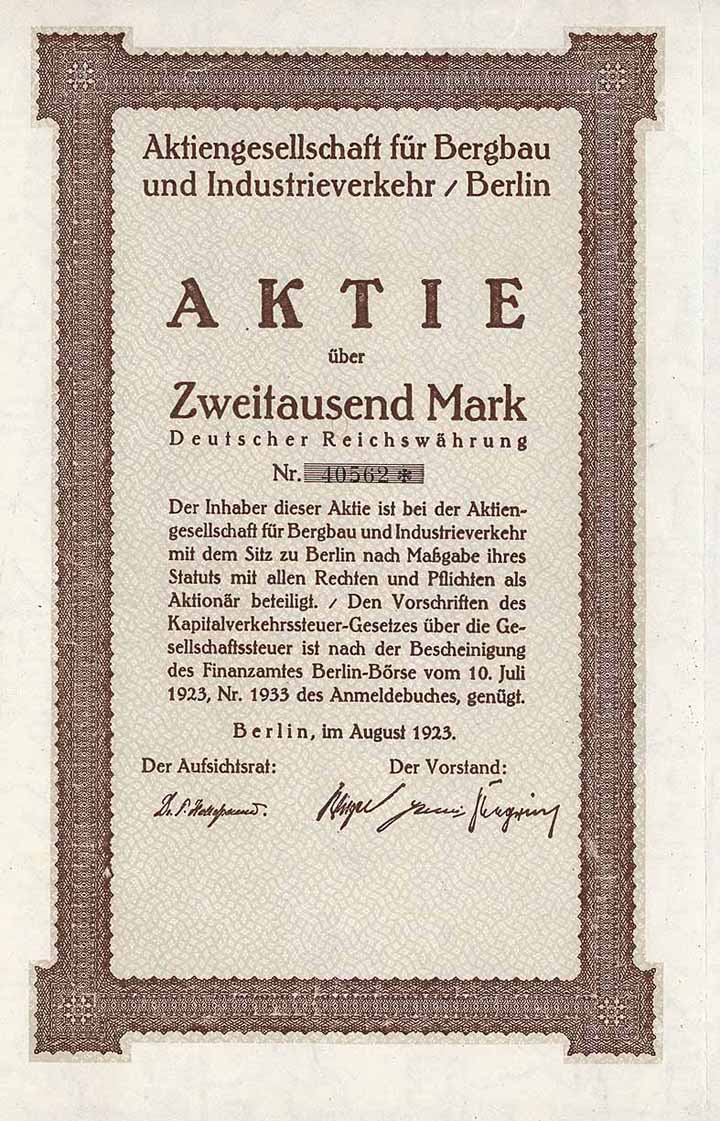 Aktiengesellschaft für Bergbau
und Industrieverkehr / Berlin
AKTIE
über
Zweitausend Mark
Deutscher Reichswährung
Nr. 40562 ✻
Der Inhaber dieser Aktie ist bei der Aktien-
gesellschaft für Bergbau und Industrieverkehr
mit dem Sitz zu Berlin nach Maßgabe ihres
Statuts mit allen Rechten und Pflichten als
Aktionär beteiligt. / Den Vorschriften des
Kapitalverkehrssteuer-Gesetzes über die Ge-
sellschaftssteuer ist nach der Bescheinigung
des Finanzamtes Berlin-Börse vom 10. Juli
1923, Nr. 1933 des Anmeldebuches, genügt.
Berlin, im August 1923.
Der Aufsichtsrat: Der Vorstand: